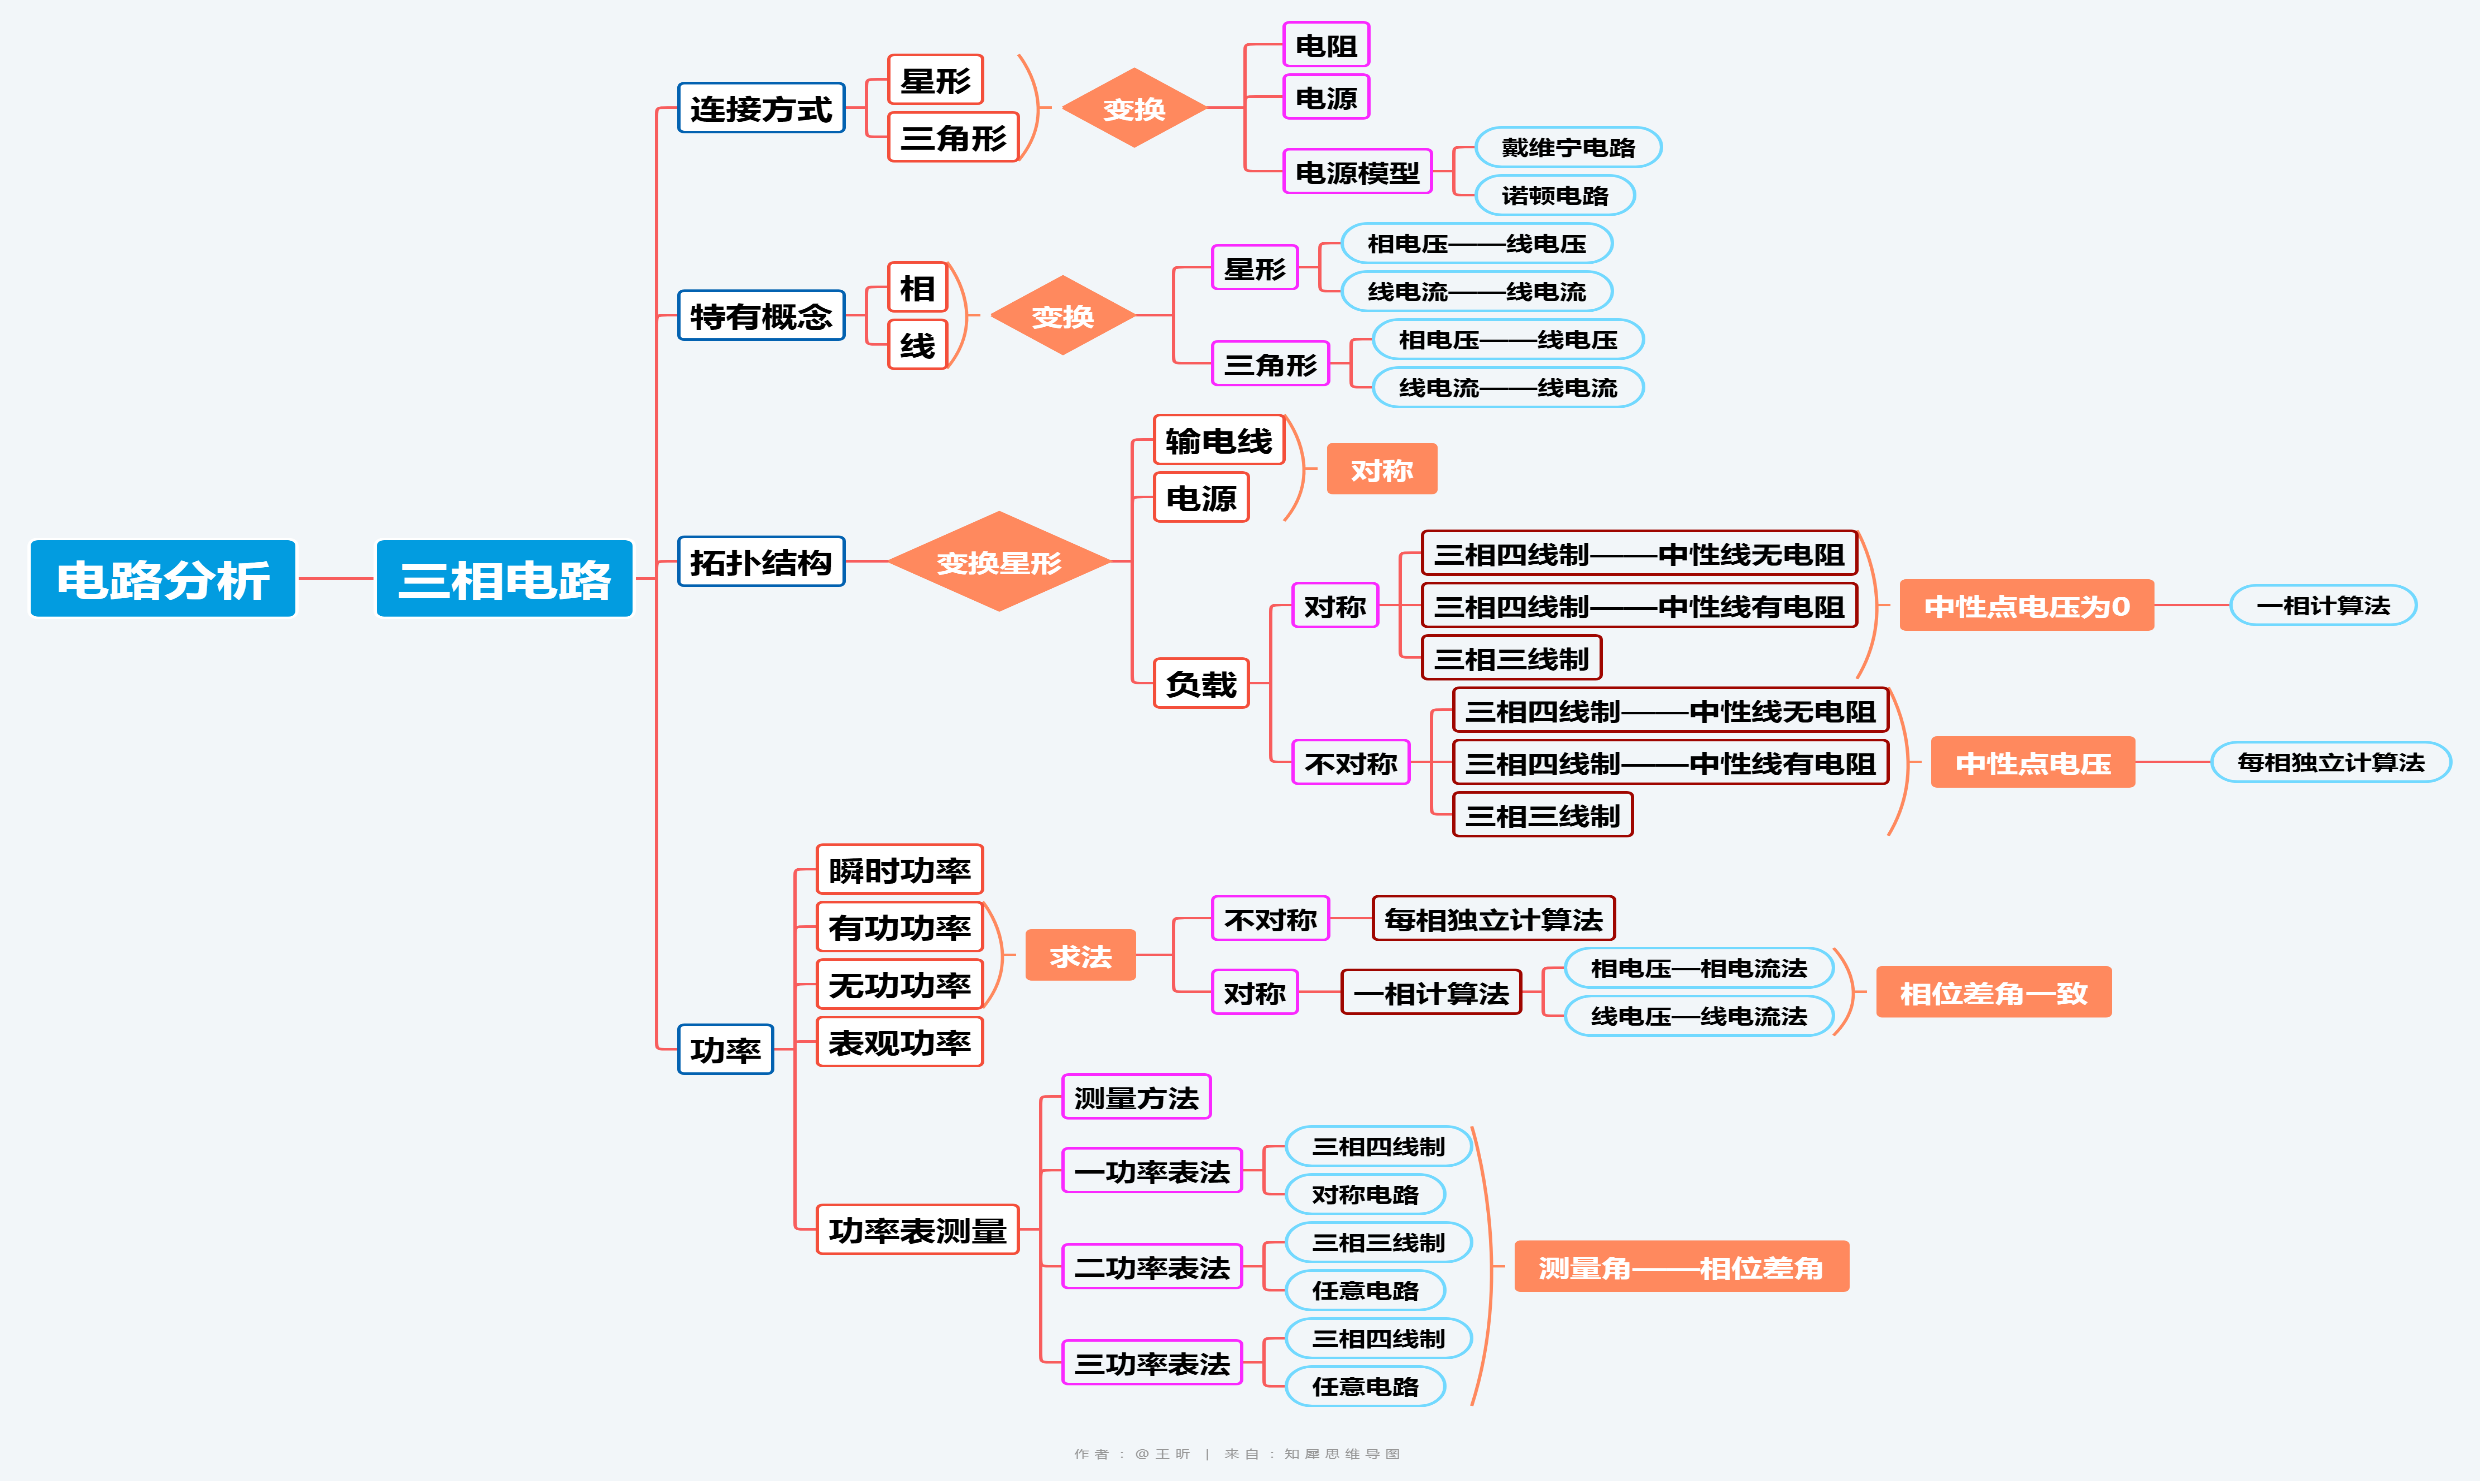 电路分析
三相电路
连接方式
星形
三角形
变换
电阻
电源
电源模型
戴维宁电路
诺顿电路
特有概念
相
线
变换
星形
相电压——线电压
线电流——线电流
三角形
相电压——线电压
线电流——线电流
拓扑结构
变换星形
输电线
电源
对称
负载
对称
三相四线制——中性线无电阻
三相四线制——中性线有电阻
三相三线制
中性点电压为0
一相计算法
不对称
三相四线制——中性线无电阻
三相四线制——中性线有电阻
三相三线制
中性点电压
每相独立计算法
功率
瞬时功率
有功功率
无功功率
表观功率
求法
不对称
每相独立计算法
对称
一相计算法
相电压—相电流法
线电压—线电流法
相位差角一致
功率表测量
测量方法
一功率表法
三相四线制
对称电路
二功率表法
三相三线制
任意电路
三功率表法
三相四线制
任意电路
测量角——相位差角
作者：@王昕 | 来自：知犀思维导图